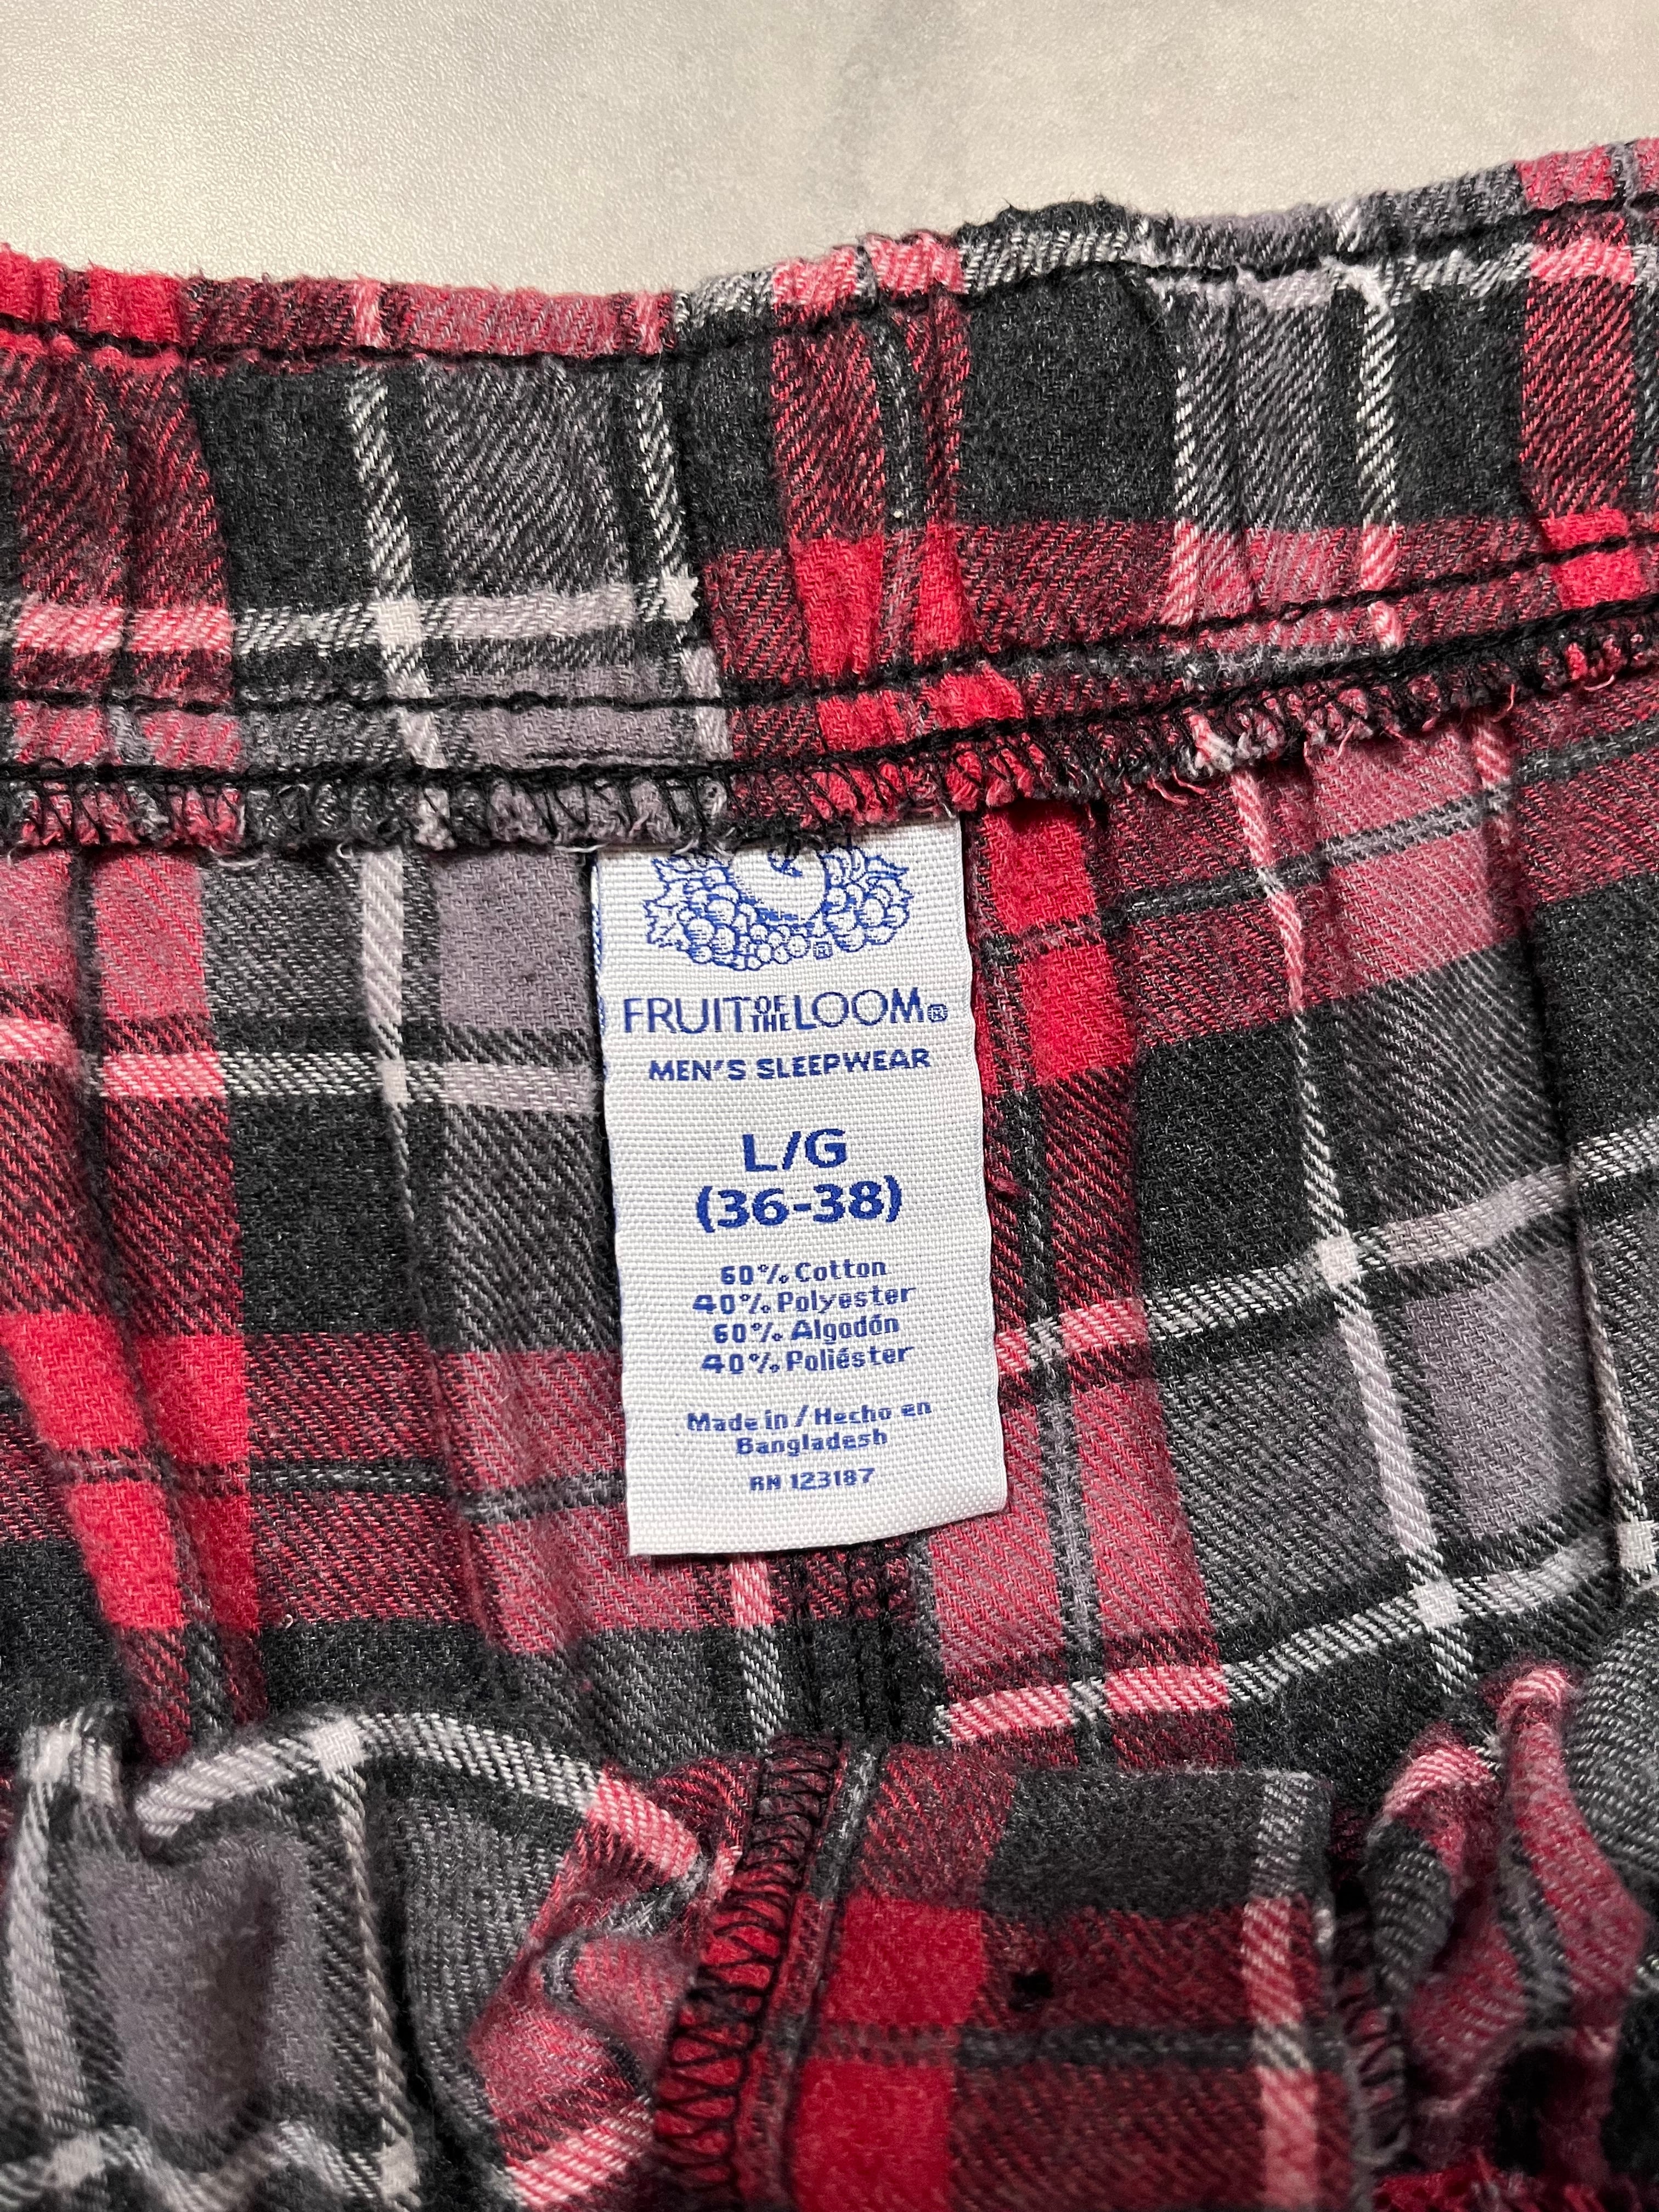 ®
FRUIT OF THE LOOM®
MEN'S SLEEPWEAR
L/G
(36-38)
60% Cotton
40% Polyester
60% Algodón
40% Poliéster
Made in / Hecho en
Bangladesh
RN 123187